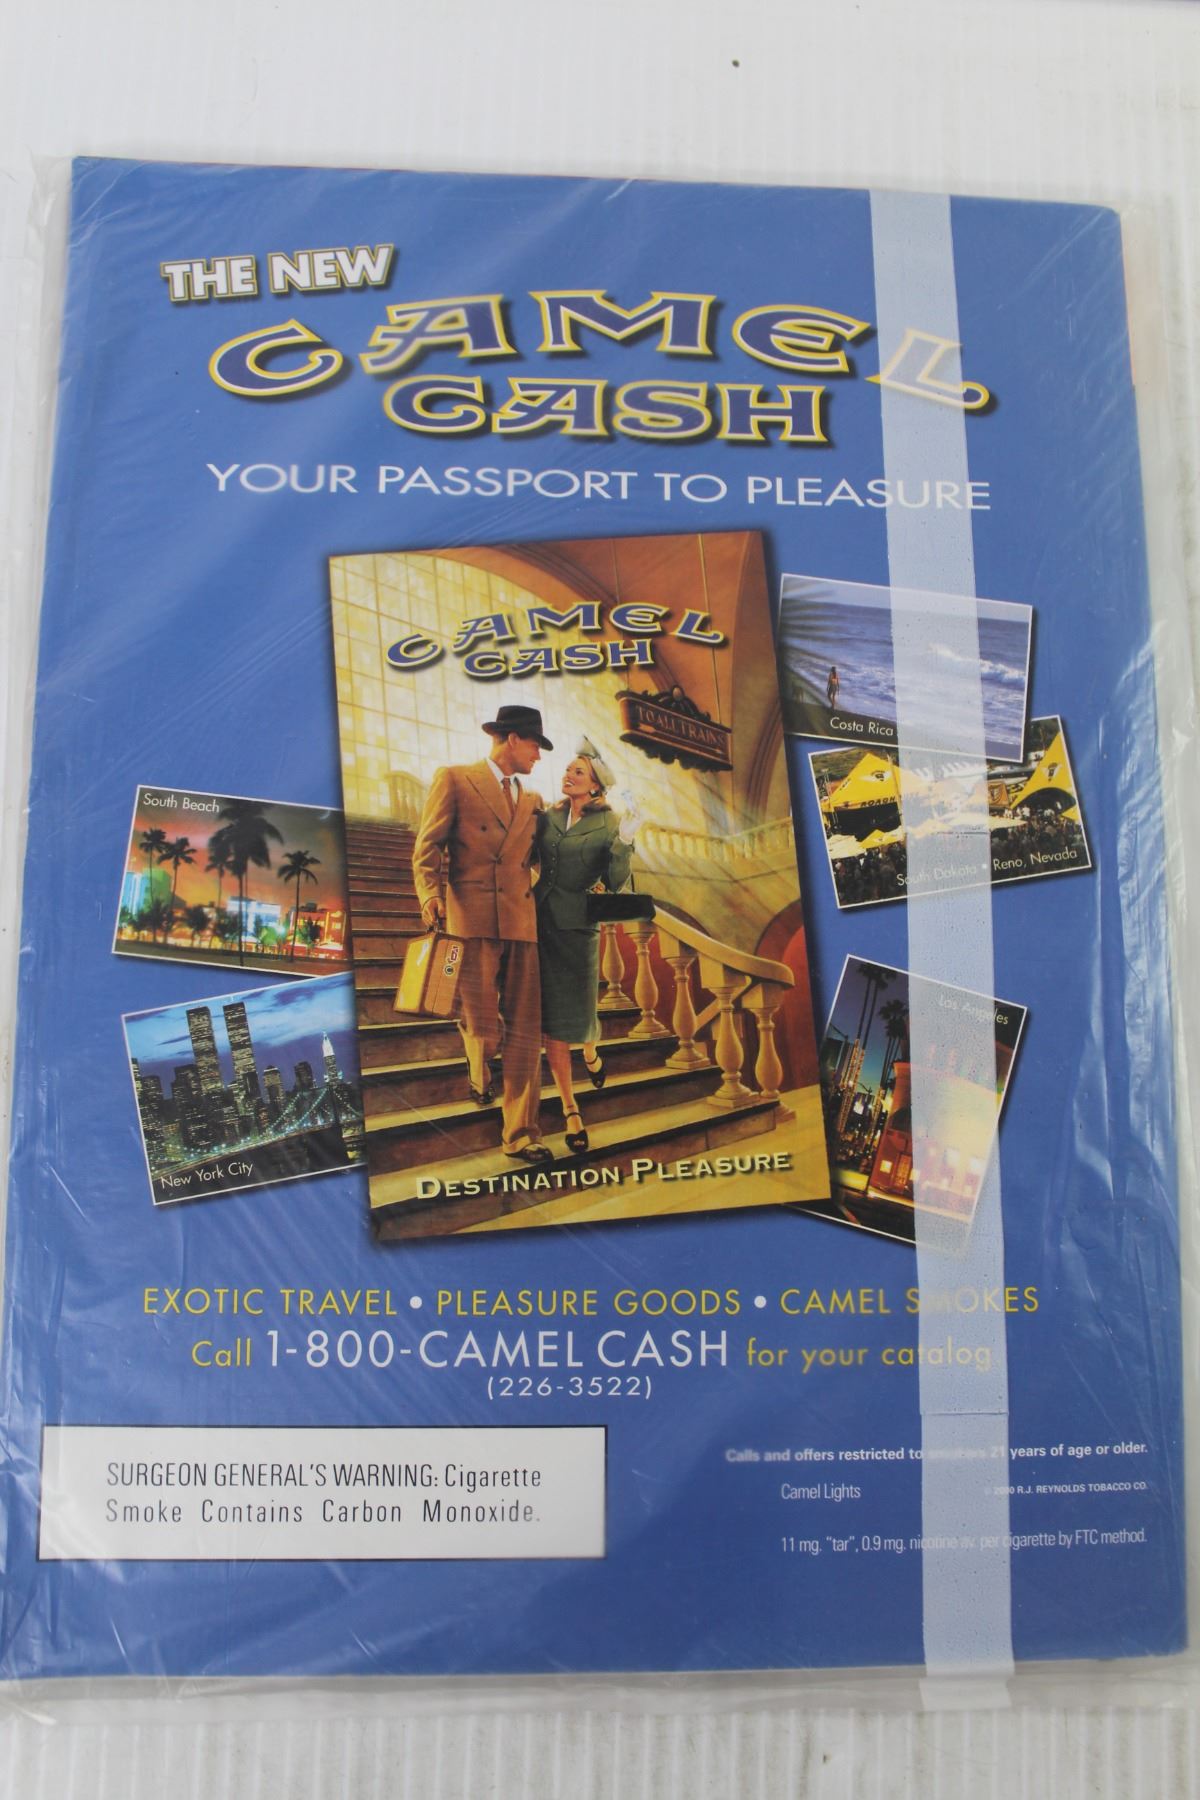 THE NEW
CAMEL
CASH
YOUR PASSPORT TO PLEASURE
CAMEL
CASH
TO ALL TRAINS
Costa Rica
South Beach
ROADH
South Dakota • Reno, Nevada
Los Angeles
New York City
DESTINATION PLEASURE
EXOTIC TRAVEL • PLEASURE GOODS • CAMEL SMOKES
Call 1-800-CAMEL CASH for your catalog
(226-3522)
SURGEON GENERAL'S WARNING: Cigarette
Smoke Contains Carbon Monoxide.
Calls and offers restricted to smokers 21 years of age or older.
Camel Lights
© 2000 R.J. REYNOLDS TOBACCO CO.
11 mg. "tar", 0.9 mg. nicotine av. per cigarette by FTC method.